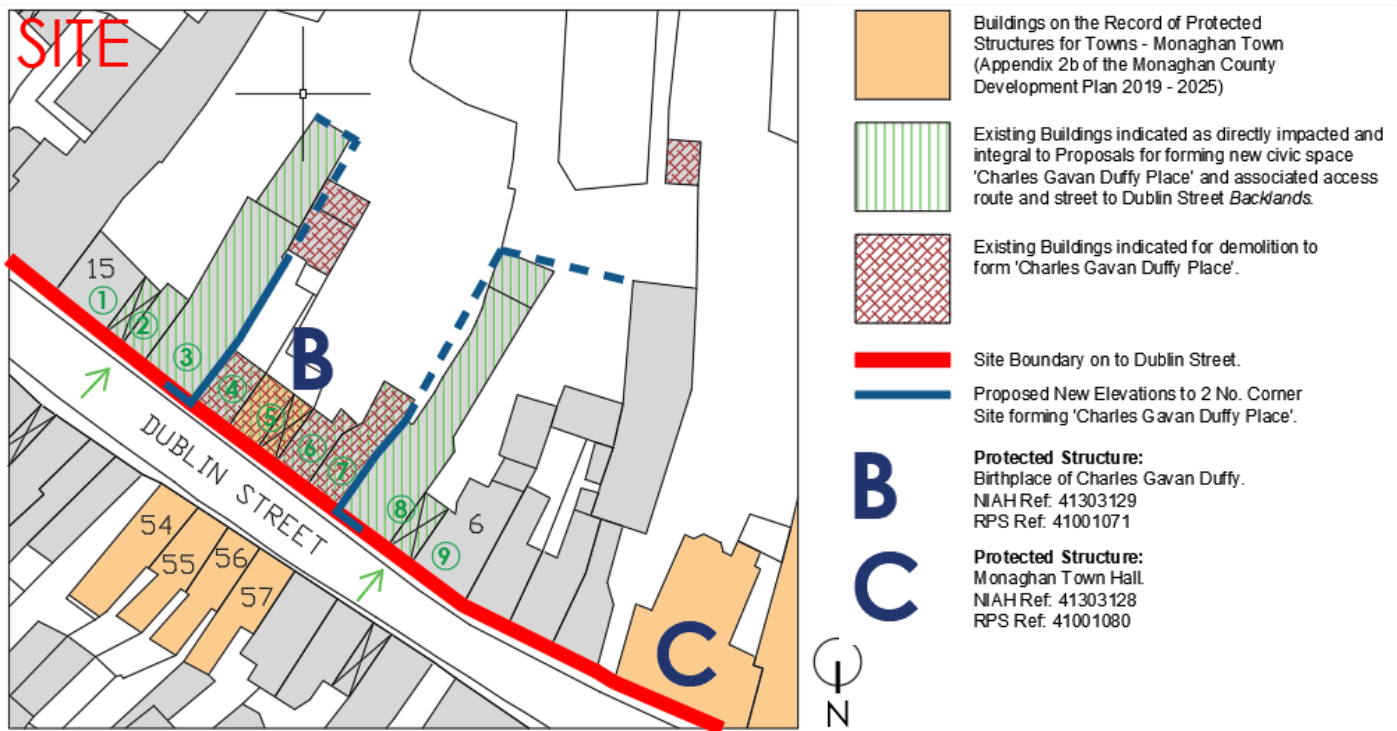 SITE
15
①
②
③
④
⑤
⑥
⑦
⑧
⑨
6
B
DUBLIN STREET
54
55
56
57
C
Buildings on the Record of Protected
Structures for Towns - Monaghan Town
(Appendix 2b of the Monaghan County
Development Plan 2019 - 2025)
Existing Buildings indicated as directly impacted and
integral to Proposals for forming new civic space
'Charles Gavan Duffy Place' and associated access
route and street to Dublin Street Backlands.
Existing Buildings indicated for demolition to
form 'Charles Gavan Duffy Place'.
Site Boundary on to Dublin Street.
Proposed New Elevations to 2 No. Corner
Site forming 'Charles Gavan Duffy Place'.
B
Protected Structure:
Birthplace of Charles Gavan Duffy.
NIAH Ref: 41303129
RPS Ref: 41001071
C
Protected Structure:
Monaghan Town Hall.
NIAH Ref: 41303128
RPS Ref: 41001080
N